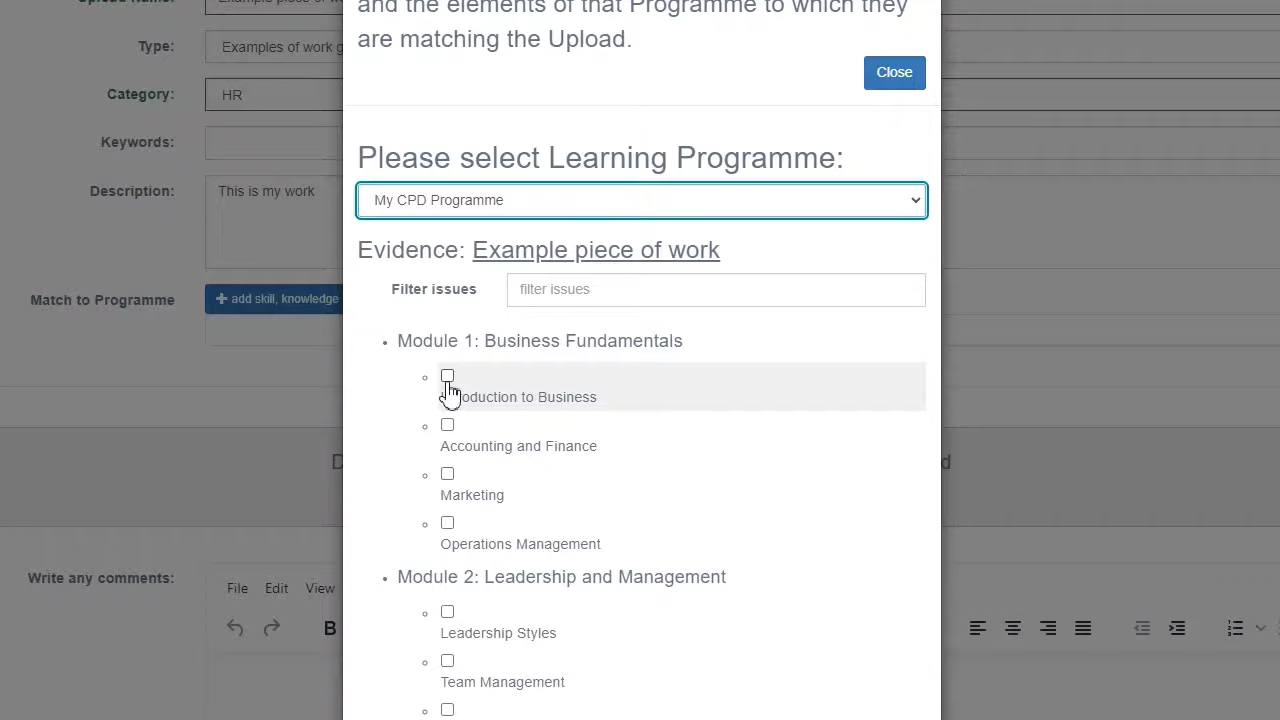 and the elements of that Programme to which they
are matching the Upload.
Close
Type:
Examples of work g
Category:
HR
Keywords:
Description:
This is my work
Match to Programme
+ add skill, knowledge
Please select Learning Programme:
My CPD Programme
Evidence: Example piece of work
Filter issues
filter issues
Module 1: Business Fundamentals
oduction to Business
Accounting and Finance
Marketing
Operations Management
Module 2: Leadership and Management
Leadership Styles
Team Management
Write any comments:
File Edit View
B